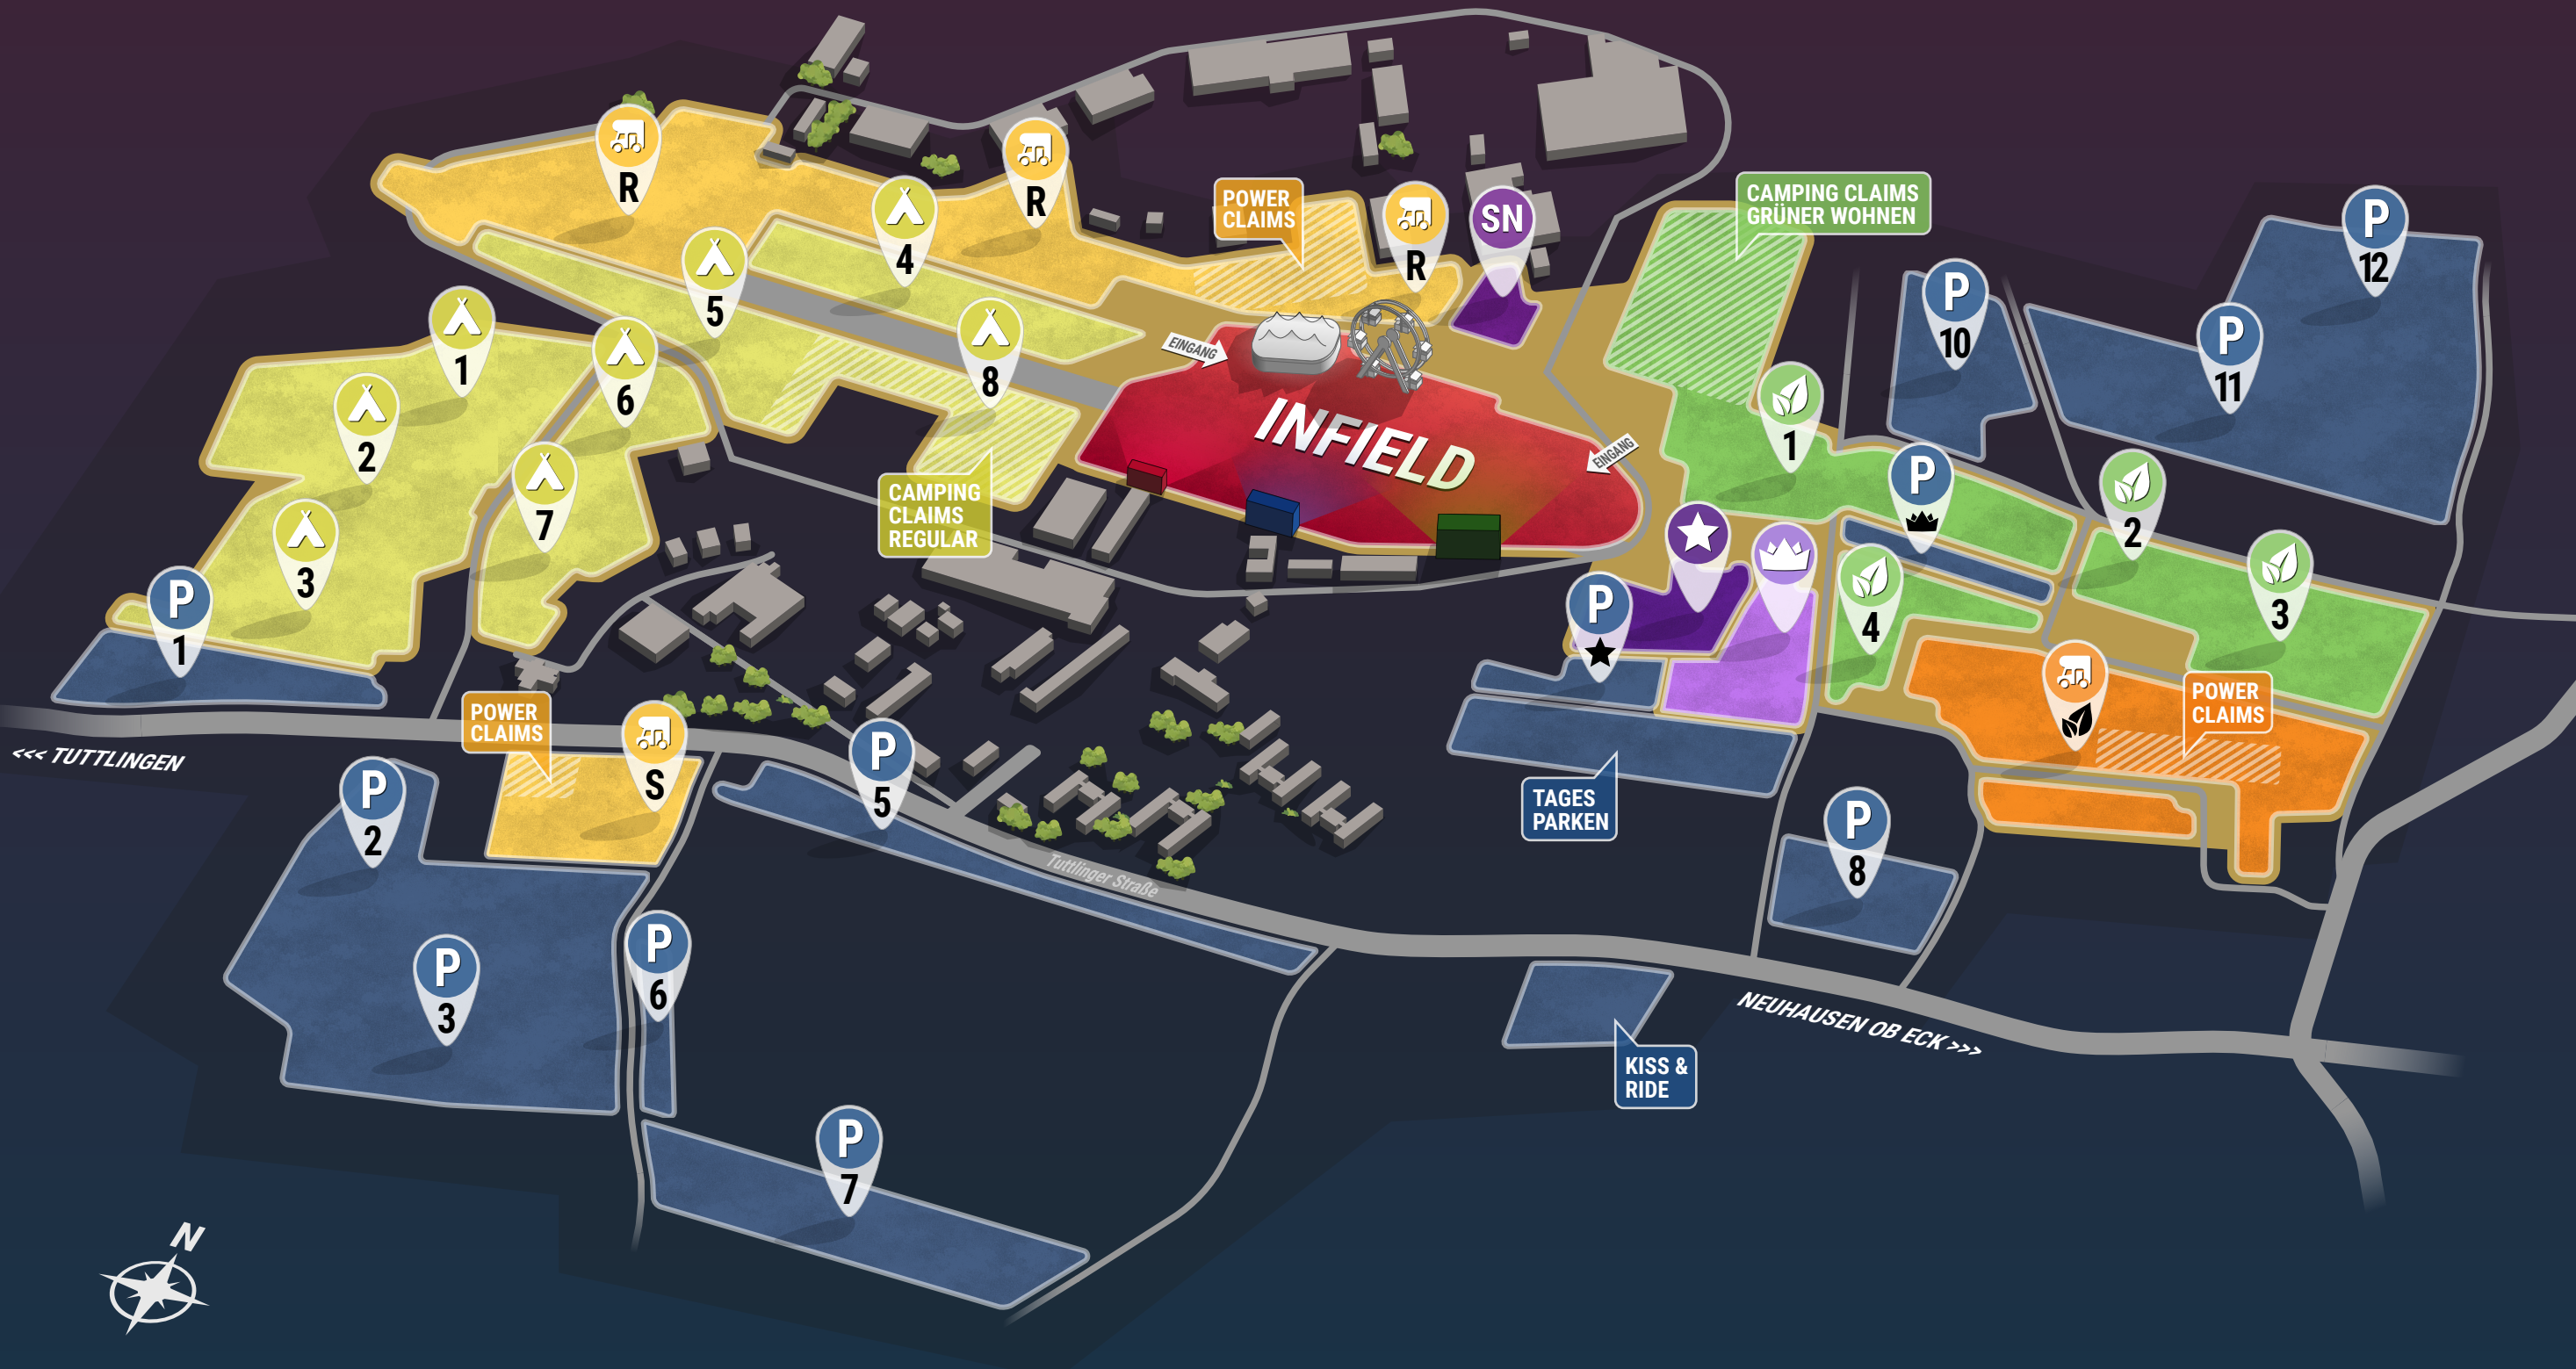 R
R
POWER
CLAIMS
R
SN
CAMPING CLAIMS
GRÜNER WOHNEN
P
12
4
5
P
10
P
11
1
6
8
EINGANG
2
INFIELD
EINGANG
1
P
2
7
CAMPING
CLAIMS
REGULAR
3
P
1
P
4
3
POWER
CLAIMS
POWER
CLAIMS
S
<<< TUTTLINGEN
P
2
P
5
TAGES
PARKEN
P
8
Tuttlinger Straße
P
3
P
6
NEUHAUSEN OB ECK >>>
KISS &
RIDE
P
7
N